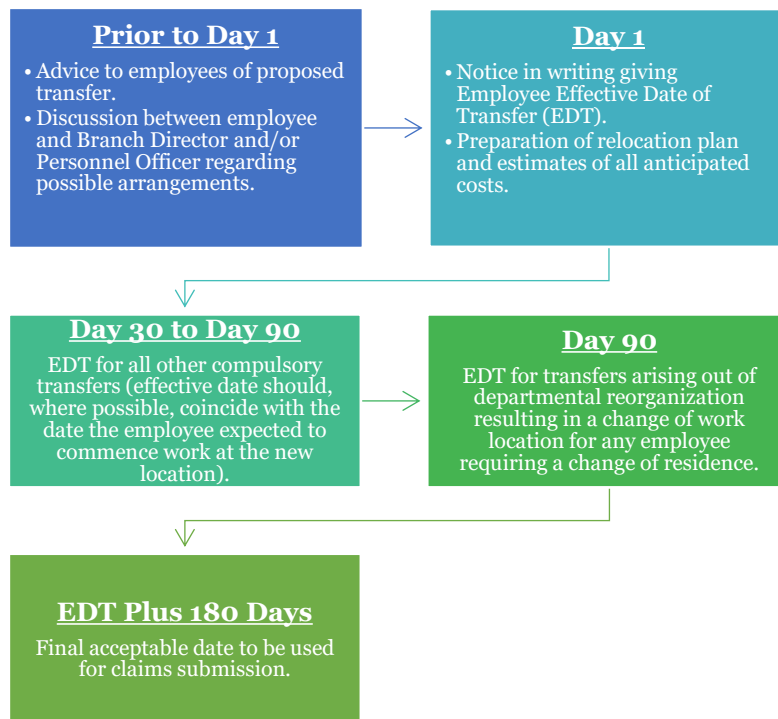 Prior to Day 1
• Advice to employees of proposed
transfer.
• Discussion between employee
and Branch Director and/or
Personnel Officer regarding
possible arrangements.
Day 1
• Notice in writing giving
Employee Effective Date of
Transfer (EDT).
• Preparation of relocation plan
and estimates of all anticipated
costs.
Day 30 to Day 90
EDT for all other compulsory
transfers (effective date should,
where possible, coincide with the
date the employee expected to
commence work at the new
location).
Day 90
EDT for transfers arising out of
departmental reorganization
resulting in a change of work
location for any employee
requiring a change of residence.
EDT Plus 180 Days
Final acceptable date to be used
for claims submission.